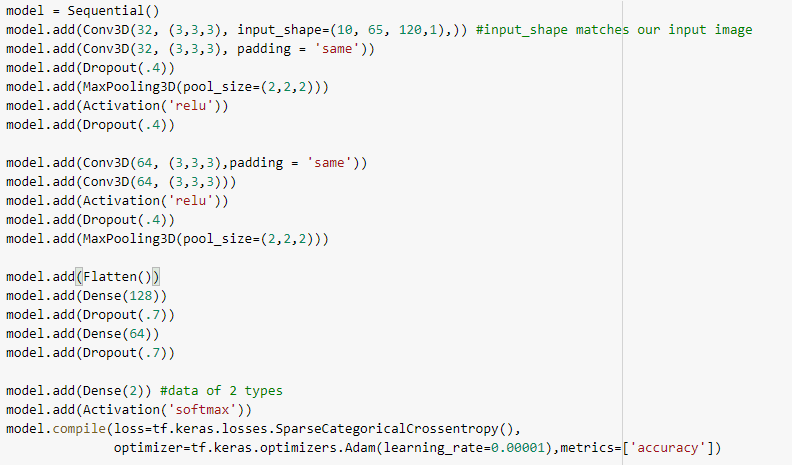 model = Sequential()
model.add(Conv3D(32, (3,3,3), input_shape=(10, 65, 120,1),)) #input_shape matches our input image
model.add(Conv3D(32, (3,3,3), padding = 'same'))
model.add(Dropout(.4))
model.add(MaxPooling3D(pool_size=(2,2,2)))
model.add(Activation('relu'))
model.add(Dropout(.4))

model.add(Conv3D(64, (3,3,3),padding = 'same'))
model.add(Conv3D(64, (3,3,3)))
model.add(Activation('relu'))
model.add(Dropout(.4))
model.add(MaxPooling3D(pool_size=(2,2,2)))

model.add(Flatten())
model.add(Dense(128))
model.add(Dropout(.7))
model.add(Dense(64))
model.add(Dropout(.7))

model.add(Dense(2)) #data of 2 types
model.add(Activation('softmax'))
model.compile(loss=tf.keras.losses.SparseCategoricalCrossentropy(),
              optimizer=tf.keras.optimizers.Adam(learning_rate=0.00001),metrics=['accuracy'])